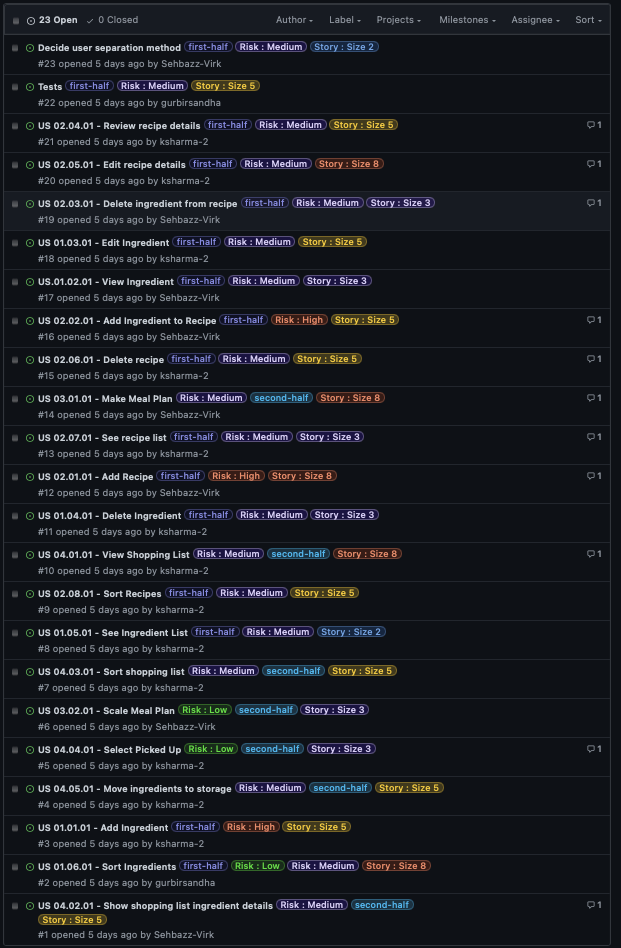 23 Open 0 Closed Author Label Projects Milestones Assignee Sort
Decide user separation method first-half Risk : Medium Story : Size 2
#23 opened 5 days ago by Sehbazz-Virk
Tests first-half Risk : Medium Story : Size 5
#22 opened 5 days ago by gurbirsandha
US 02.04.01 - Review recipe details first-half Risk : Medium Story : Size 5 1
#21 opened 5 days ago by ksharma-2
US 02.05.01 - Edit recipe details first-half Risk : Medium Story : Size 8 1
#20 opened 5 days ago by ksharma-2
US 02.03.01 - Delete ingredient from recipe first-half Risk : Medium Story : Size 3 1
#19 opened 5 days ago by Sehbazz-Virk
US 01.03.01 - Edit Ingredient first-half Risk : Medium Story : Size 5
#18 opened 5 days ago by ksharma-2
US.01.02.01 - View Ingredient first-half Risk : Medium Story : Size 3
#17 opened 5 days ago by Sehbazz-Virk
US 02.02.01 - Add Ingredient to Recipe first-half Risk : High Story : Size 5 1
#16 opened 5 days ago by Sehbazz-Virk
US 02.06.01 - Delete recipe first-half Risk : Medium Story : Size 5 1
#15 opened 5 days ago by ksharma-2
US 03.01.01 - Make Meal Plan Risk : Medium second-half Story : Size 8 1
#14 opened 5 days ago by Sehbazz-Virk
US 02.07.01 - See recipe list first-half Risk : Medium Story : Size 3 1
#13 opened 5 days ago by ksharma-2
US 02.01.01 - Add Recipe first-half Risk : High Story : Size 8 1
#12 opened 5 days ago by Sehbazz-Virk
US 01.04.01 - Delete Ingredient first-half Risk : Medium Story : Size 3
#11 opened 5 days ago by ksharma-2
US 04.01.01 - View Shopping List Risk : Medium second-half Story : Size 8 1
#10 opened 5 days ago by ksharma-2
US 02.08.01 - Sort Recipes first-half Risk : Medium Story : Size 5
#9 opened 5 days ago by ksharma-2
US 01.05.01 - See Ingredient List first-half Risk : Medium Story : Size 2
#8 opened 5 days ago by ksharma-2
US 04.03.01 - Sort shopping list Risk : Medium second-half Story : Size 5
#7 opened 5 days ago by ksharma-2
US 03.02.01 - Scale Meal Plan Risk : Low second-half Story : Size 3
#6 opened 5 days ago by Sehbazz-Virk
US 04.04.01 - Select Picked Up Risk : Low second-half Story : Size 3 1
#5 opened 5 days ago by ksharma-2
US 04.05.01 - Move ingredients to storage Risk : Medium second-half Story : Size 5
#4 opened 5 days ago by ksharma-2
US 01.01.01 - Add Ingredient first-half Risk : High Story : Size 5
#3 opened 5 days ago by ksharma-2
US 01.06.01 - Sort Ingredients first-half Risk : Low Risk : Medium Story : Size 8
#2 opened 5 days ago by gurbirsandha
US 04.02.01 - Show shopping list ingredient details Risk : Medium second-half 1
Story : Size 5
#1 opened 5 days ago by Sehbazz-Virk